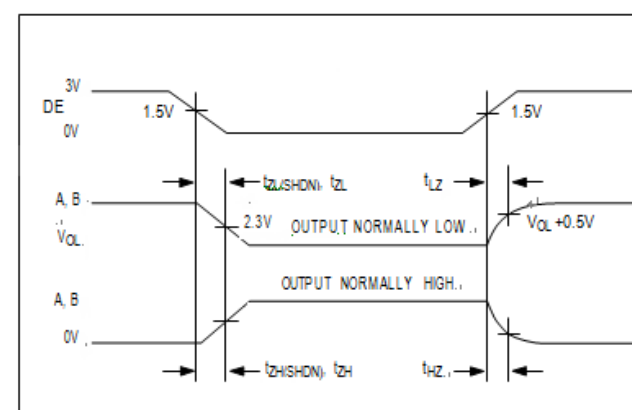 3V
DE
1.5V
1.5V
0V
tZL(SHDN), tZL
tLZ
A, B
2.3V
OUTPUT NORMALLY LOW
VOL +0.5V
VOL
OUTPUT NORMALLY HIGH
A, B
0V
tZH(SHDN), tZH
tHZ